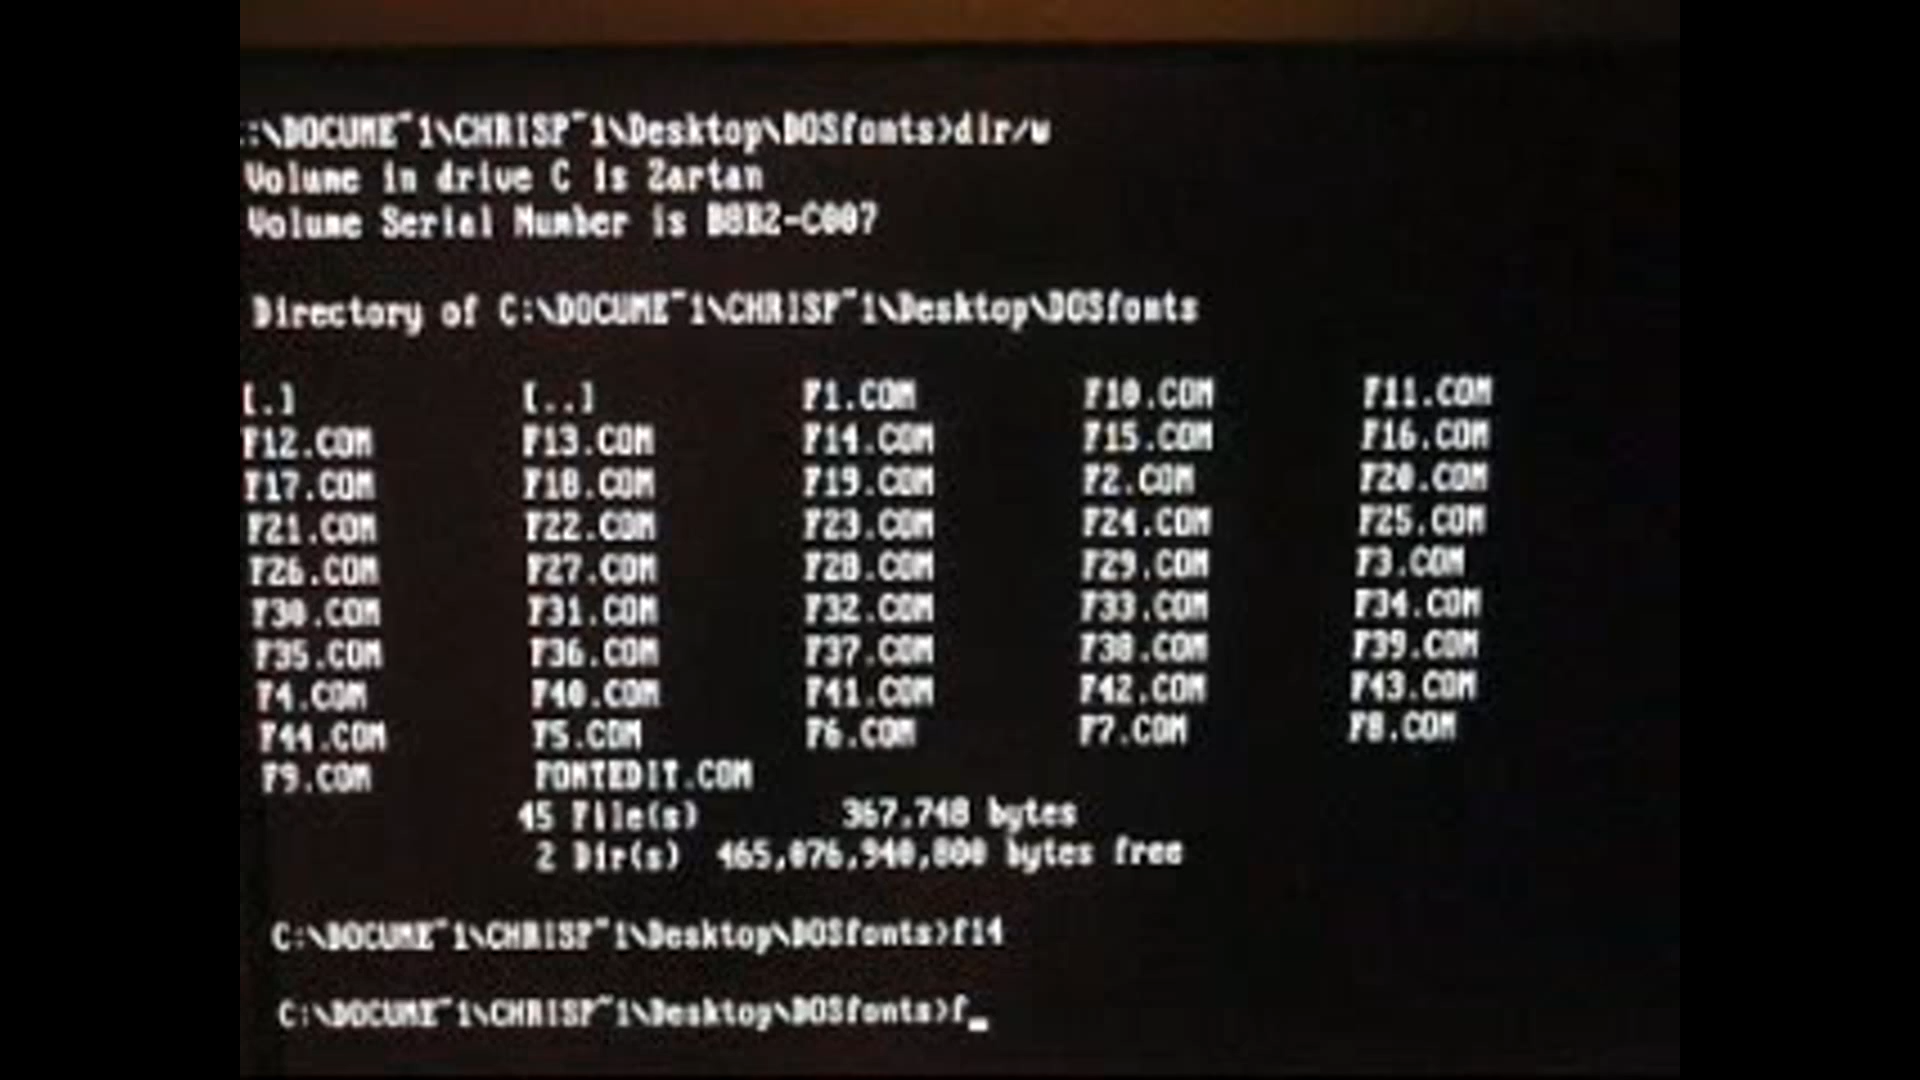 :\DOCUME~1\CHRISP~1\Desktop\DOSfonts>dir/w
Volume in drive C is Zartan
Volume Serial Number is B8B2-C007
Directory of C:\DOCUME~1\CHRISP~1\Desktop\DOSfonts
[.] [..] F1.COM F10.COM F11.COM
F12.COM F13.COM F14.COM F15.COM F16.COM
F17.COM F18.COM F19.COM F2.COM F20.COM
F21.COM F22.COM F23.COM F24.COM F25.COM
F26.COM F27.COM F28.COM F29.COM F3.COM
F30.COM F31.COM F32.COM F33.COM F34.COM
F35.COM F36.COM F37.COM F38.COM F39.COM
F4.COM F40.COM F41.COM F42.COM F43.COM
F44.COM F5.COM F6.COM F7.COM F8.COM
F9.COM FONTEDIT.COM
45 File(s) 367,748 bytes
2 Dir(s) 465,076,940,800 bytes free
C:\DOCUME~1\CHRISP~1\Desktop\DOSfonts>f14
C:\DOCUME~1\CHRISP~1\Desktop\DOSfonts>f_